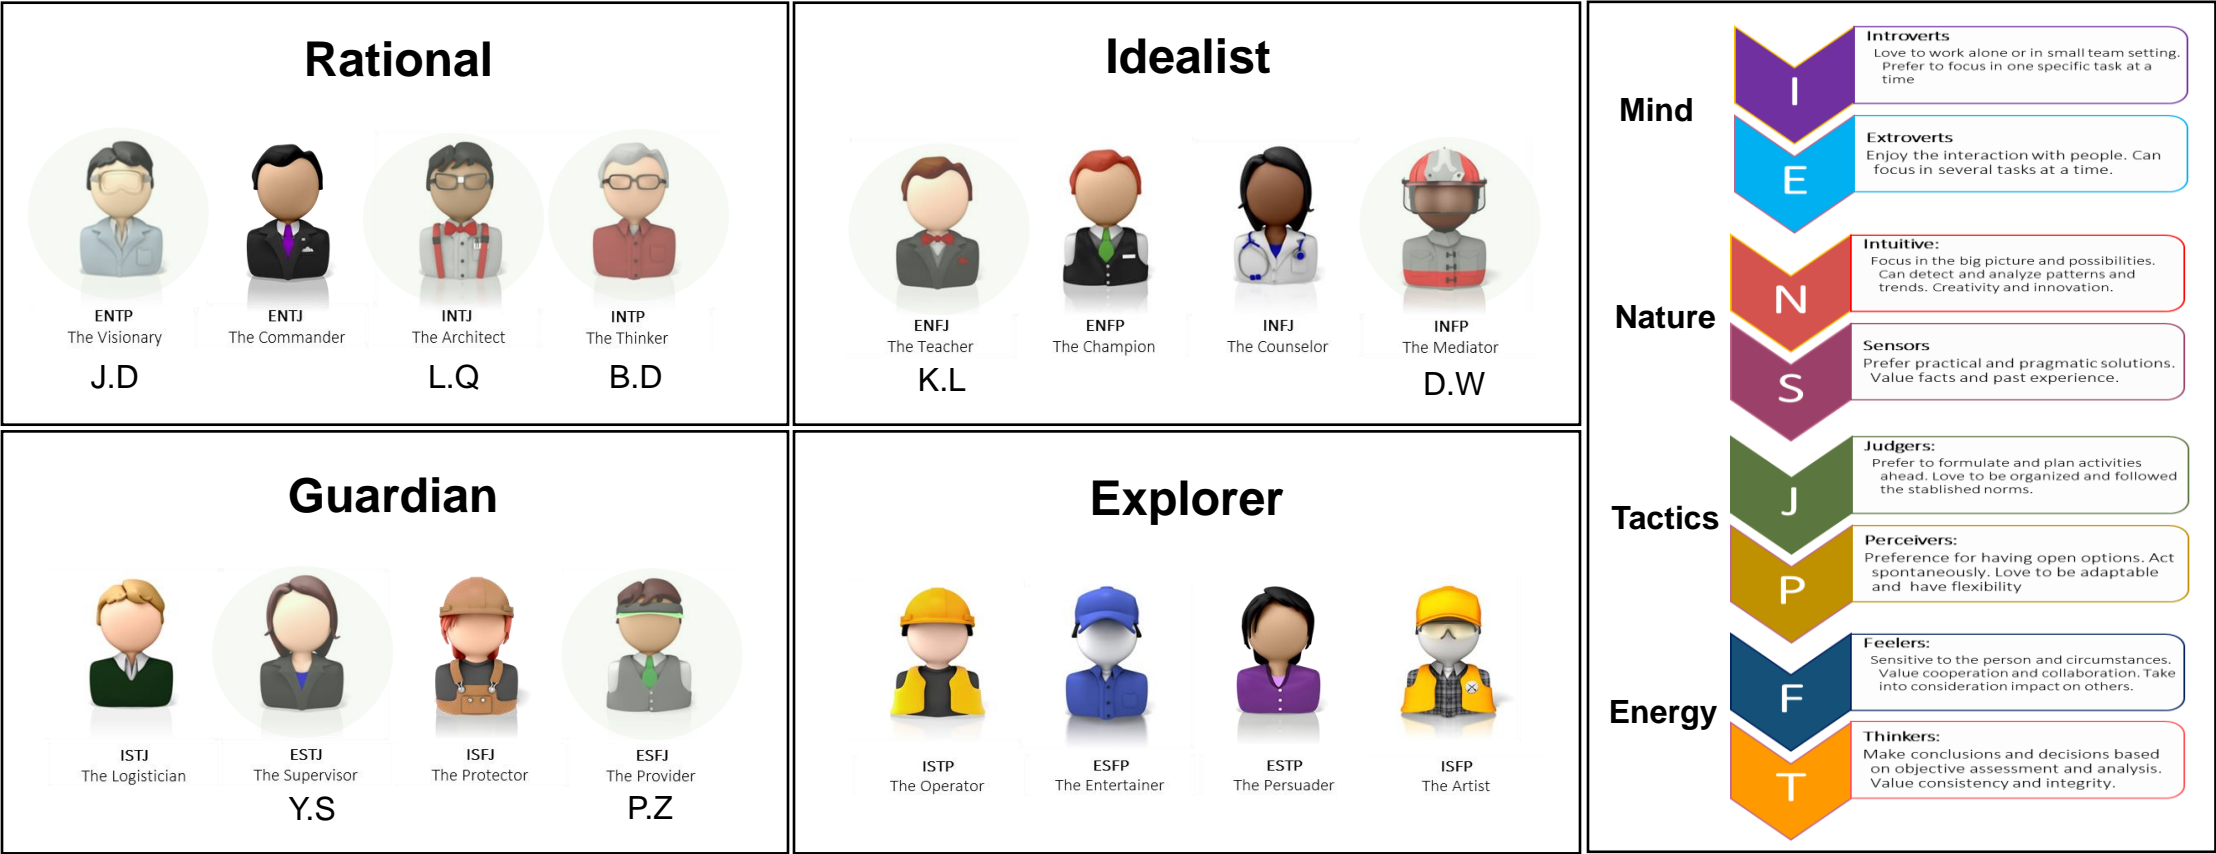 Rational
ENTP
The Visionary
J.D
ENTJ
The Commander
INTJ
The Architect
L.Q
INTP
The Thinker
B.D
Idealist
ENFJ
The Teacher
K.L
ENFP
The Champion
INFJ
The Counselor
INFP
The Mediator
D.W
Guardian
ISTJ
The Logistician
ESTJ
The Supervisor
Y.S
ISFJ
The Protector
ESFJ
The Provider
P.Z
Explorer
ISTP
The Operator
ESFP
The Entertainer
ESTP
The Persuader
ISFP
The Artist
Mind
I
Introverts
Love to work alone or in small team setting.
Prefer to focus in one specific task at a
time
E
Extroverts
Enjoy the interaction with people. Can
focus in several tasks at a time.
Nature
N
Intuitive:
Focus in the big picture and possibilities.
Can detect and analyze patterns and
trends. Creativity and innovation.
S
Sensors
Prefer practical and pragmatic solutions.
Value facts and past experience.
Tactics
J
Judgers:
Prefer to formulate and plan activities
ahead. Love to be organized and followed
the stablished norms.
P
Perceivers:
Preference for having open options. Act
spontaneously. Love to be adaptable
and have flexibility
Energy
F
Feelers:
Sensitive to the person and circumstances.
Value cooperation and collaboration. Take
into consideration impact on others.
T
Thinkers:
Make conclusions and decisions based
on objective assessment and analysis.
Value consistency and integrity.